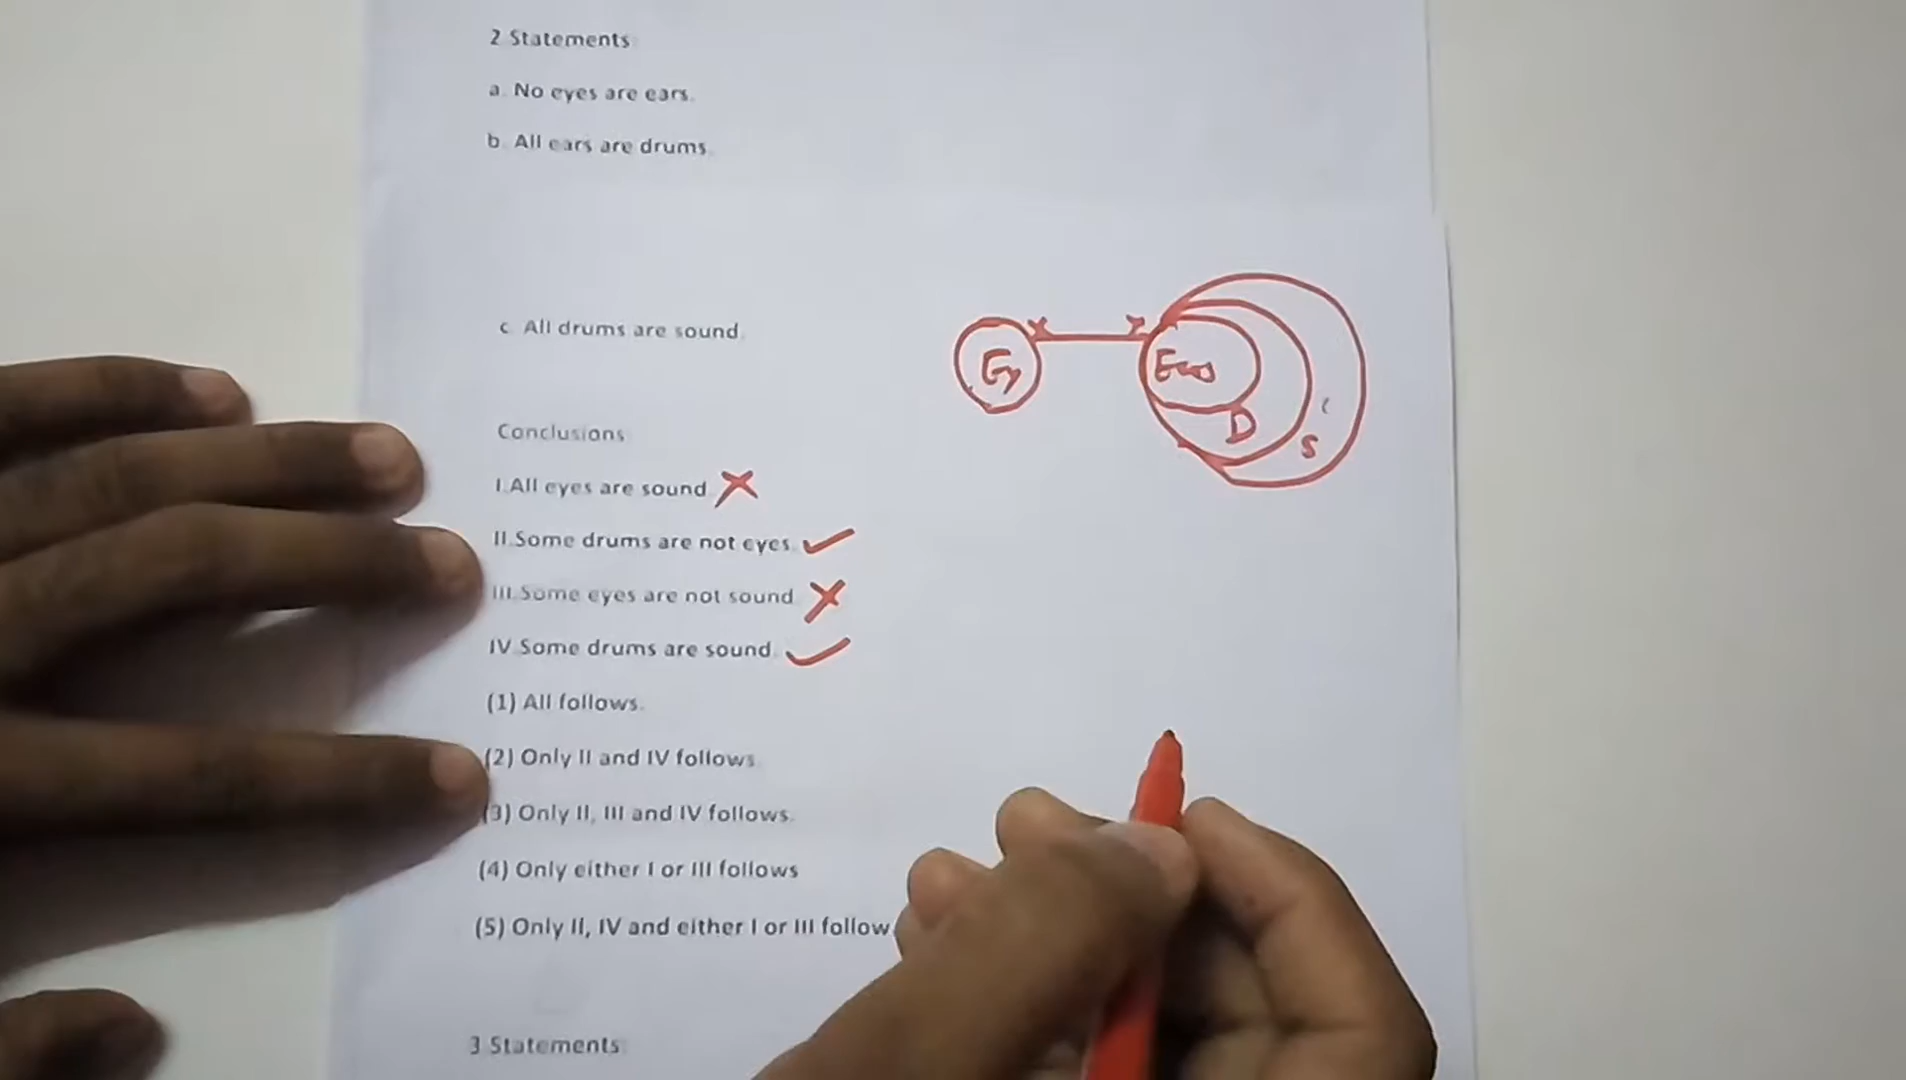 2 Statements
a. No eyes are ears.
b. All ears are drums.
c. All drums are sound.
Ey
Ears
D
S
Conclusions
I.All eyes are sound
II.Some drums are not eyes.
III.Some eyes are not sound
IV.Some drums are sound.
(1) All follows.
(2) Only II and IV follows
(3) Only II, III and IV follows.
(4) Only either I or III follows
(5) Only II, IV and either I or III follow
3 Statements